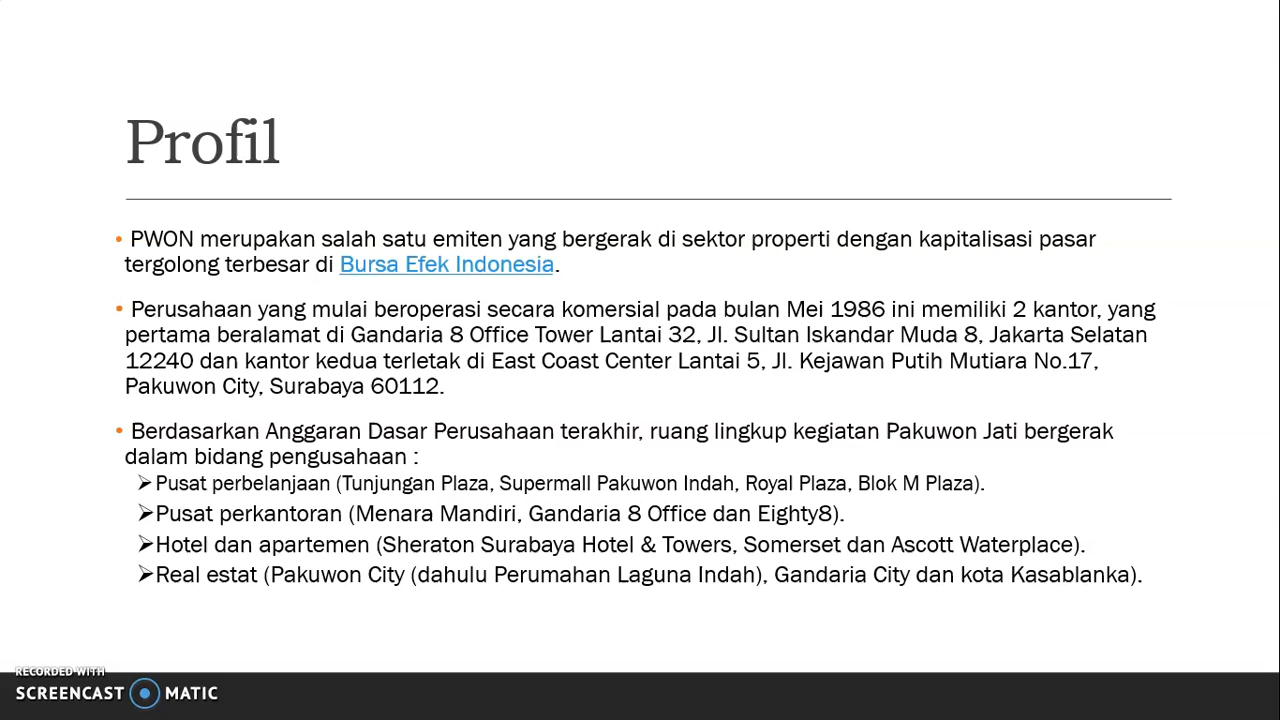 Profil
• PWON merupakan salah satu emiten yang bergerak di sektor properti dengan kapitalisasi pasar
tergolong terbesar di Bursa Efek Indonesia.
• Perusahaan yang mulai beroperasi secara komersial pada bulan Mei 1986 ini memiliki 2 kantor, yang
pertama beralamat di Gandaria 8 Office Tower Lantai 32, Jl. Sultan Iskandar Muda 8, Jakarta Selatan
12240 dan kantor kedua terletak di East Coast Center Lantai 5, Jl. Kejawan Putih Mutiara No.17,
Pakuwon City, Surabaya 60112.
• Berdasarkan Anggaran Dasar Perusahaan terakhir, ruang lingkup kegiatan Pakuwon Jati bergerak
dalam bidang pengusahaan :
➢Pusat perbelanjaan (Tunjungan Plaza, Supermall Pakuwon Indah, Royal Plaza, Blok M Plaza).
➢Pusat perkantoran (Menara Mandiri, Gandaria 8 Office dan Eighty8).
➢Hotel dan apartemen (Sheraton Surabaya Hotel & Towers, Somerset dan Ascott Waterplace).
➢Real estat (Pakuwon City (dahulu Perumahan Laguna Indah), Gandaria City dan kota Kasablanka).
RECORDED WITH
SCREENCAST MATIC